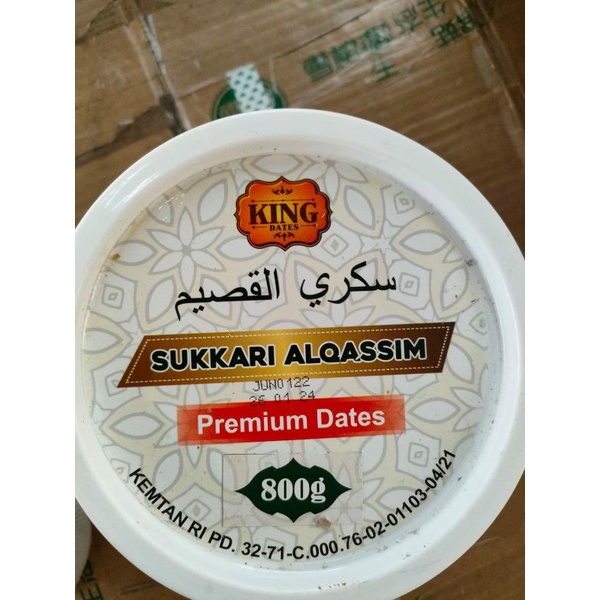 KING
DATES
سكري القصيم
SUKKARI ALQASSIM
JUN0122
26 01 24
Premium Dates
800g
KEMTAN RI PD. 32-71-C.000.76-02-01103-04/21